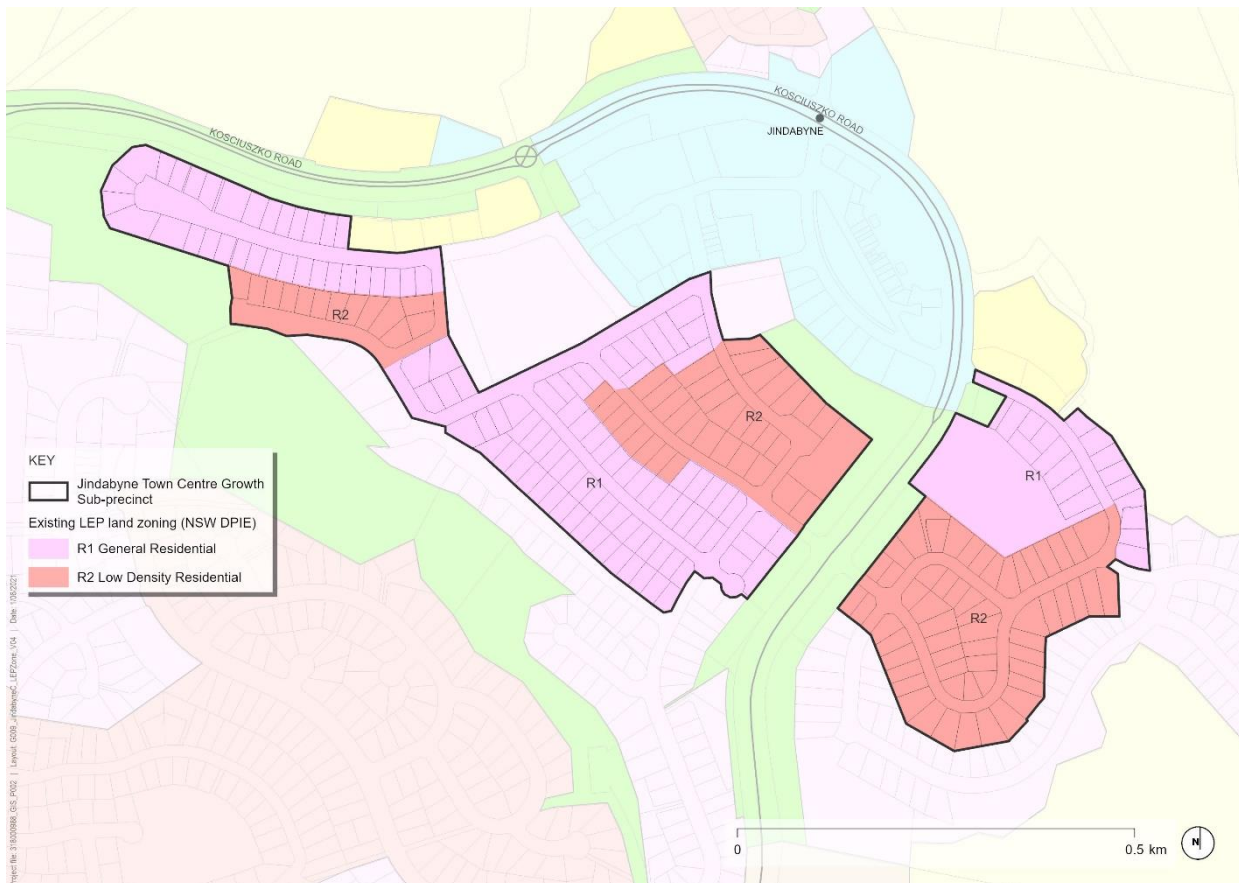 KOSCIUSZKO ROAD
JINDABYNE
KOSCIUSZKO ROAD
R2
R2
R1
R1
R2
KEY
Jindabyne Town Centre Growth
Sub-precinct
Existing LEP land zoning (NSW DPIE)
R1 General Residential
R2 Low Density Residential
0
0.5 km
N